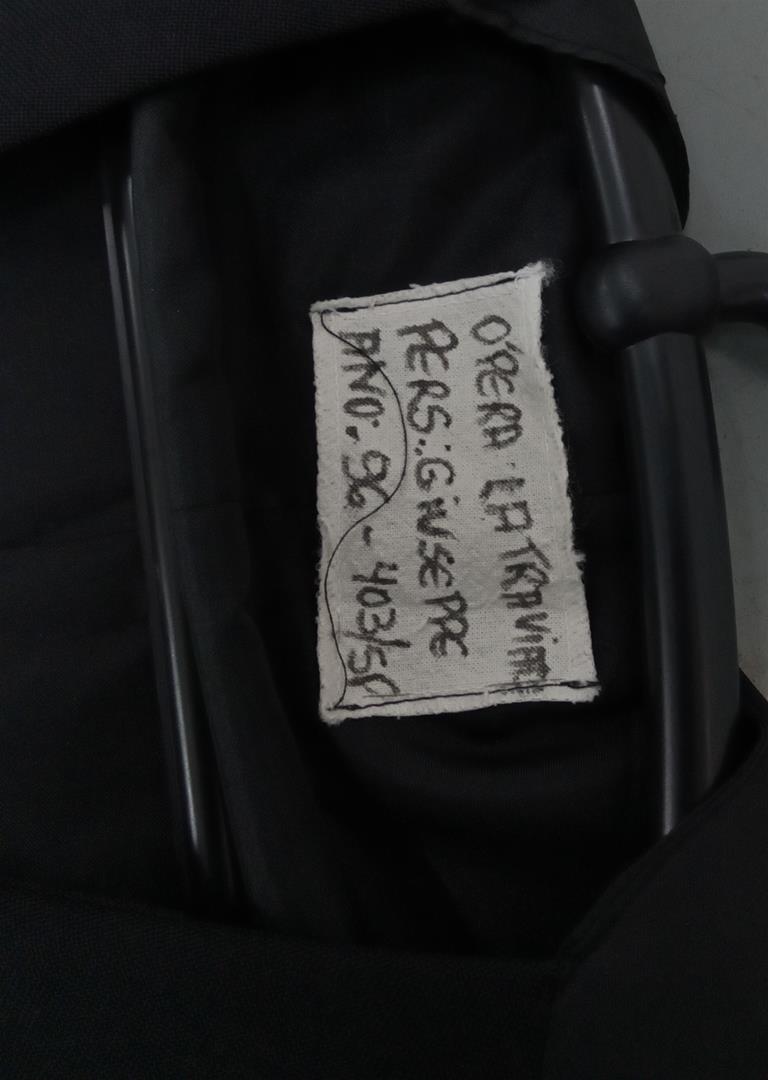 ÓPERA LA TRAVIATA
PERS.: GIUSEPPE
ANO: 96 - 403/50